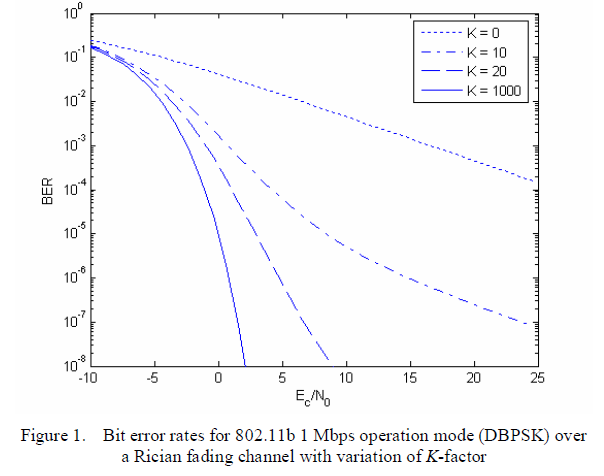 10^0
10^-1
10^-2
10^-3
10^-4
10^-5
10^-6
10^-7
10^-8
BER
K = 0
K = 10
K = 20
K = 1000
-10 -5 0 5 10 15 20 25
E_c/N_0
Figure 1. Bit error rates for 802.11b 1 Mbps operation mode (DBPSK) over
a Rician fading channel with variation of K-factor